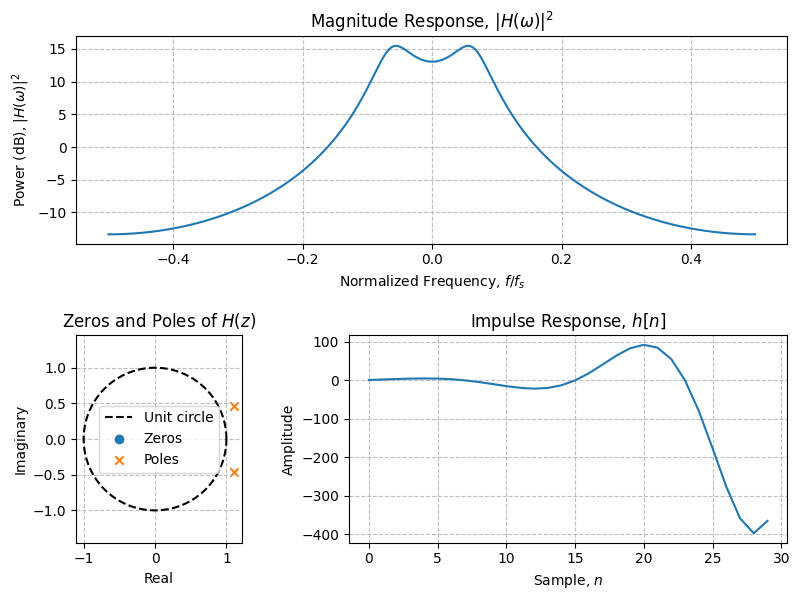 Magnitude Response, $|H(\omega)|^2$
Power (dB), $|H(\omega)|^2$
15
10
5
0
−5
−10
−0.4
−0.2
0.0
0.2
0.4
Normalized Frequency, $f/f_s$
Zeros and Poles of $H(z)$
Imaginary
1.0
0.5
0.0
−0.5
−1.0
Unit circle
Zeros
Poles
−1
0
1
Real
Impulse Response, $h[n]$
Amplitude
100
0
−100
−200
−300
−400
0
5
10
15
20
25
30
Sample, $n$